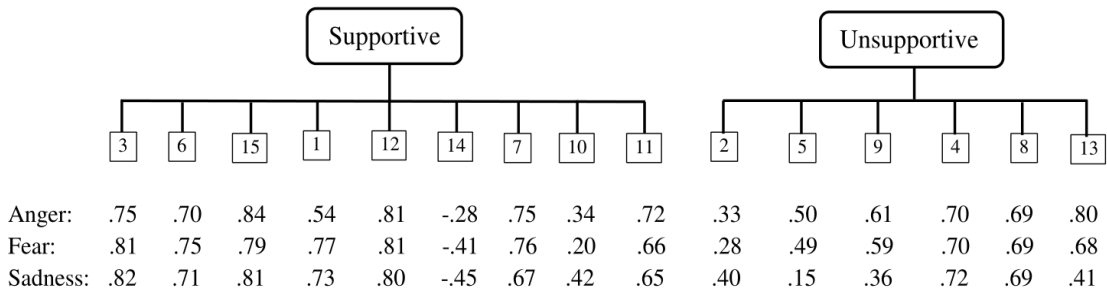 Supportive Unsupportive
3 6 15 1 12 14 7 10 11 2 5 9 4 8 13
Anger: .75 .70 .84 .54 .81 -.28 .75 .34 .72 .33 .50 .61 .70 .69 .80
Fear: .81 .75 .79 .77 .81 -.41 .76 .20 .66 .28 .49 .59 .70 .69 .68
Sadness: .82 .71 .81 .73 .80 -.45 .67 .42 .65 .40 .15 .36 .72 .69 .41